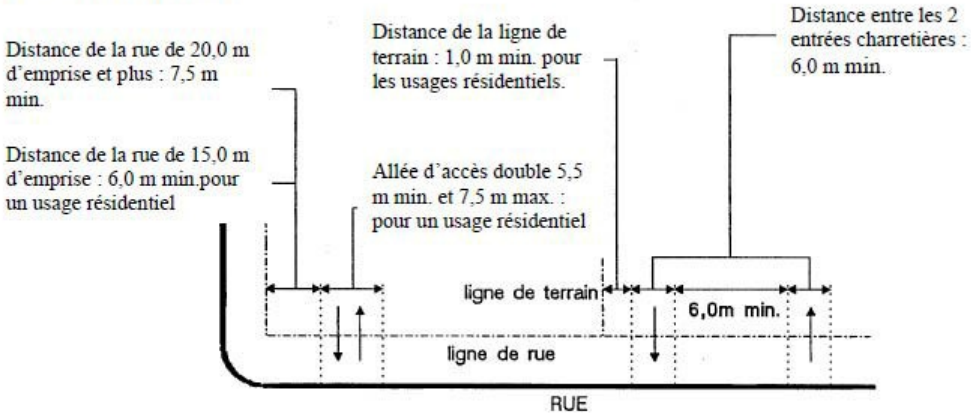 Distance de la rue de 20,0 m
d'emprise et plus : 7,5 m
min.
Distance de la rue de 15,0 m
d'emprise : 6,0 m min.pour
un usage résidentiel
Distance de la ligne de
terrain : 1,0 m min. pour
les usages résidentiels.
Allée d'accès double 5,5
m min. et 7,5 m max. :
pour un usage résidentiel
Distance entre les 2
entrées charretières :
6,0 m min.
ligne de terrain
6,0m min.
ligne de rue
RUE